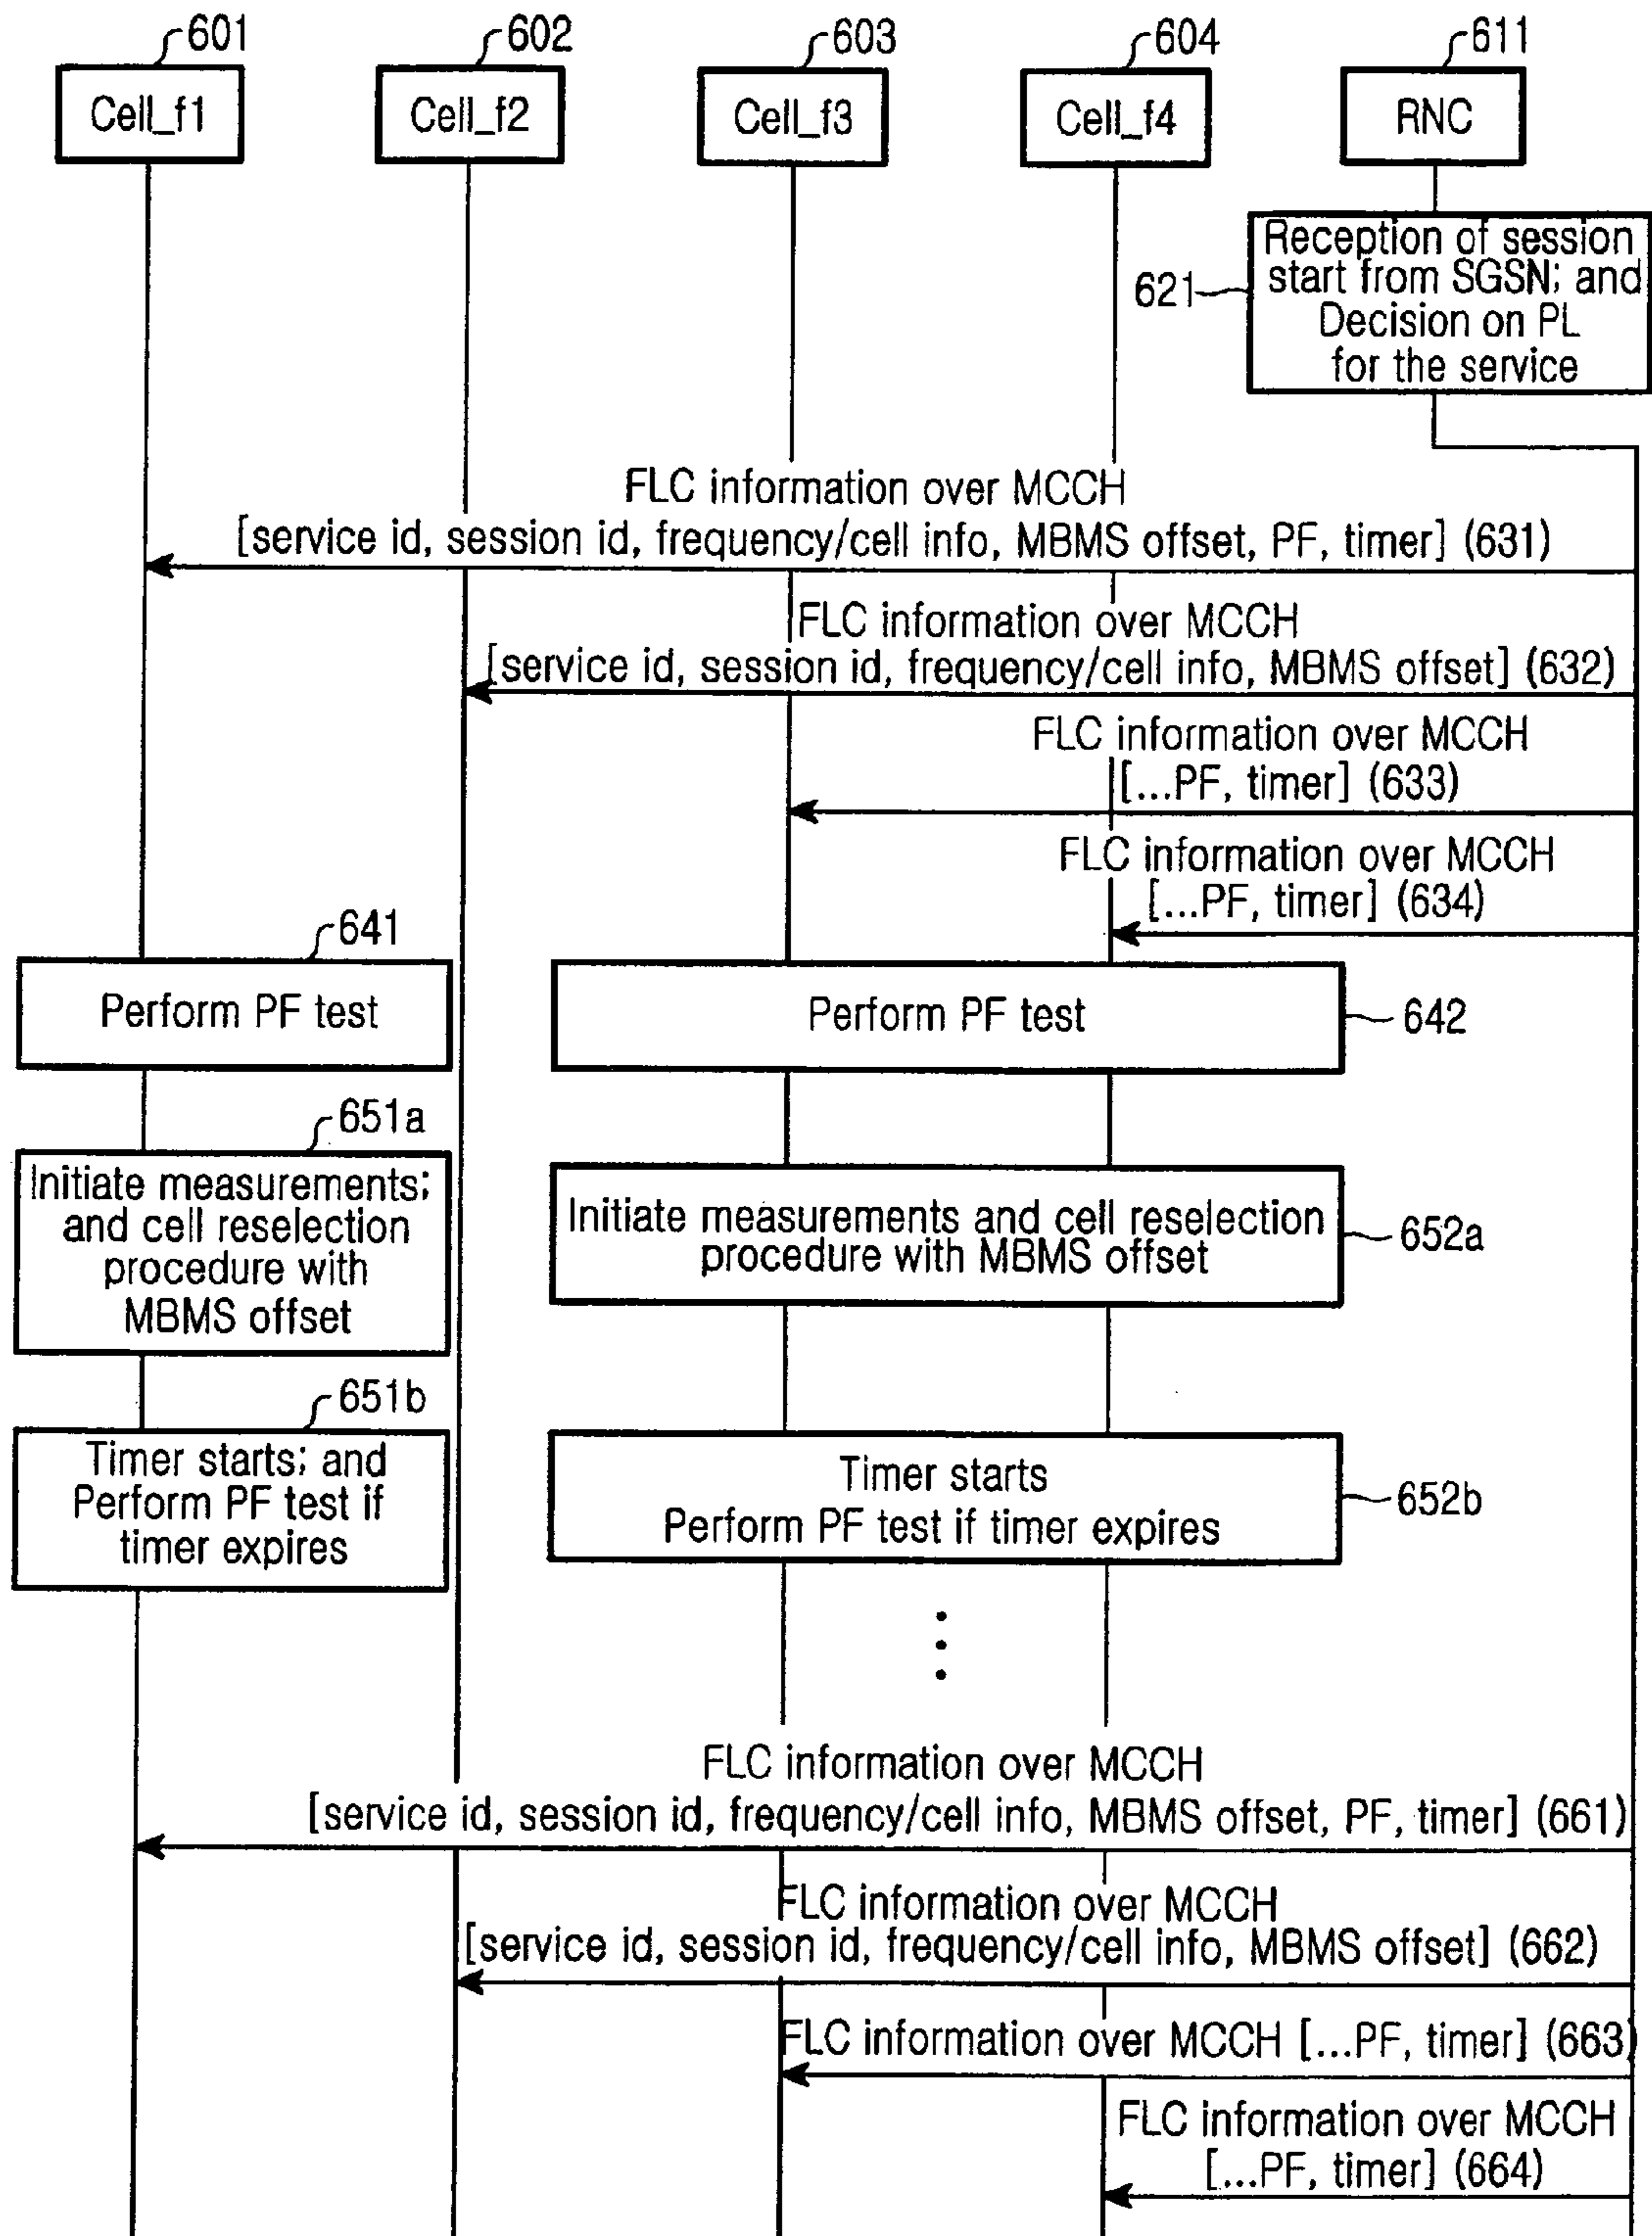 601
602
603
604
611
Cell_f1
Cell_f2
Cell_f3
Cell_f4
RNC
Reception of session
start from SGSN; and
Decision on PL
for the service
621
FLC information over MCCH
[service id, session id, frequency/cell info, MBMS offset, PF, timer] (631)
FLC information over MCCH
[service id, session id, frequency/cell info, MBMS offset] (632)
FLC information over MCCH
[...PF, timer] (633)
FLC information over MCCH
[...PF, timer] (634)
641
Perform PF test
Perform PF test
642
651a
Initiate measurements;
and cell reselection
procedure with
MBMS offset
Initiate measurements and cell reselection
procedure with MBMS offset
652a
651b
Timer starts; and
Perform PF test if
timer expires
Timer starts
Perform PF test if timer expires
652b
FLC information over MCCH
[service id, session id, frequency/cell info, MBMS offset, PF, timer] (661)
FLC information over MCCH
[service id, session id, frequency/cell info, MBMS offset] (662)
FLC information over MCCH [...PF, timer] (663)
FLC information over MCCH
[...PF, timer] (664)